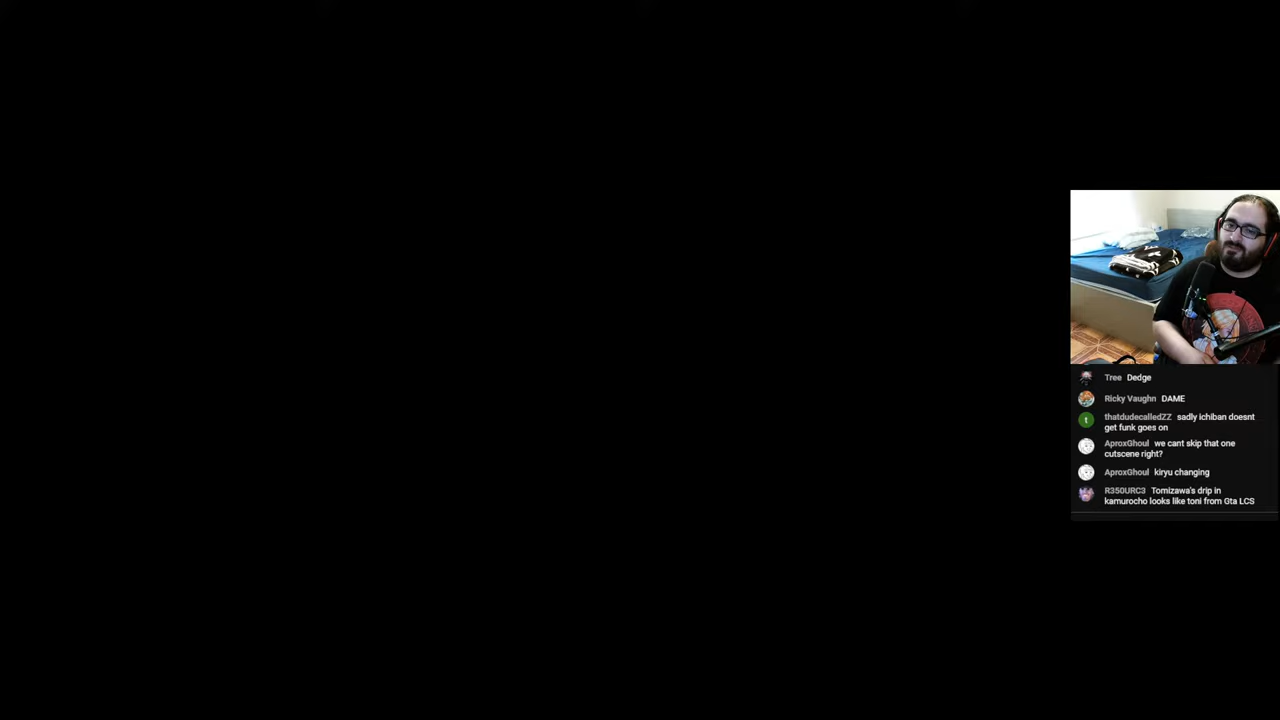 Tree Dedge
Ricky Vaughn DAME
thatdudecalledZZ sadly ichiban doesnt
get funk goes on
AproxGhoul we cant skip that one
cutscene right?
AproxGhoul kiryu changing
R350URC3 Tomizawa's drip in
kamurocho looks like toni from Gta LCS